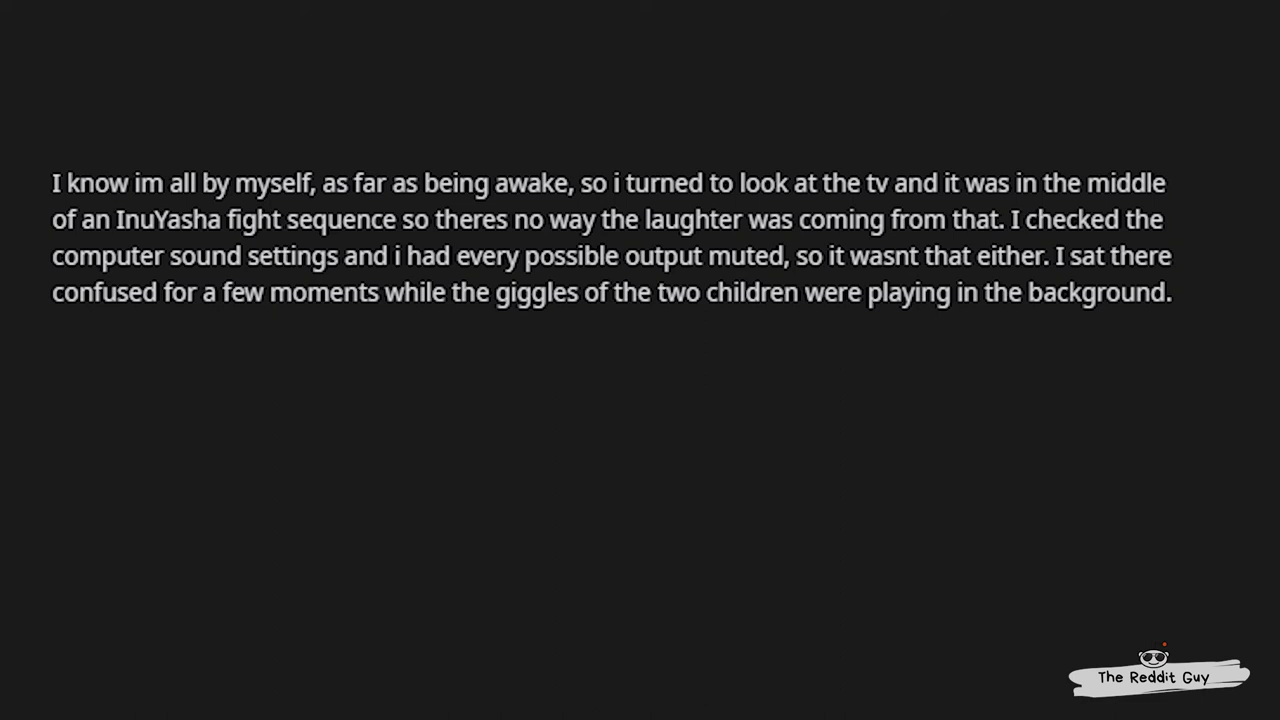 I know im all by myself, as far as being awake, so i turned to look at the tv and it was in the middle
of an InuYasha fight sequence so theres no way the laughter was coming from that. I checked the
computer sound settings and i had every possible output muted, so it wasnt that either. I sat there
confused for a few moments while the giggles of the two children were playing in the background.
The Reddit Guy